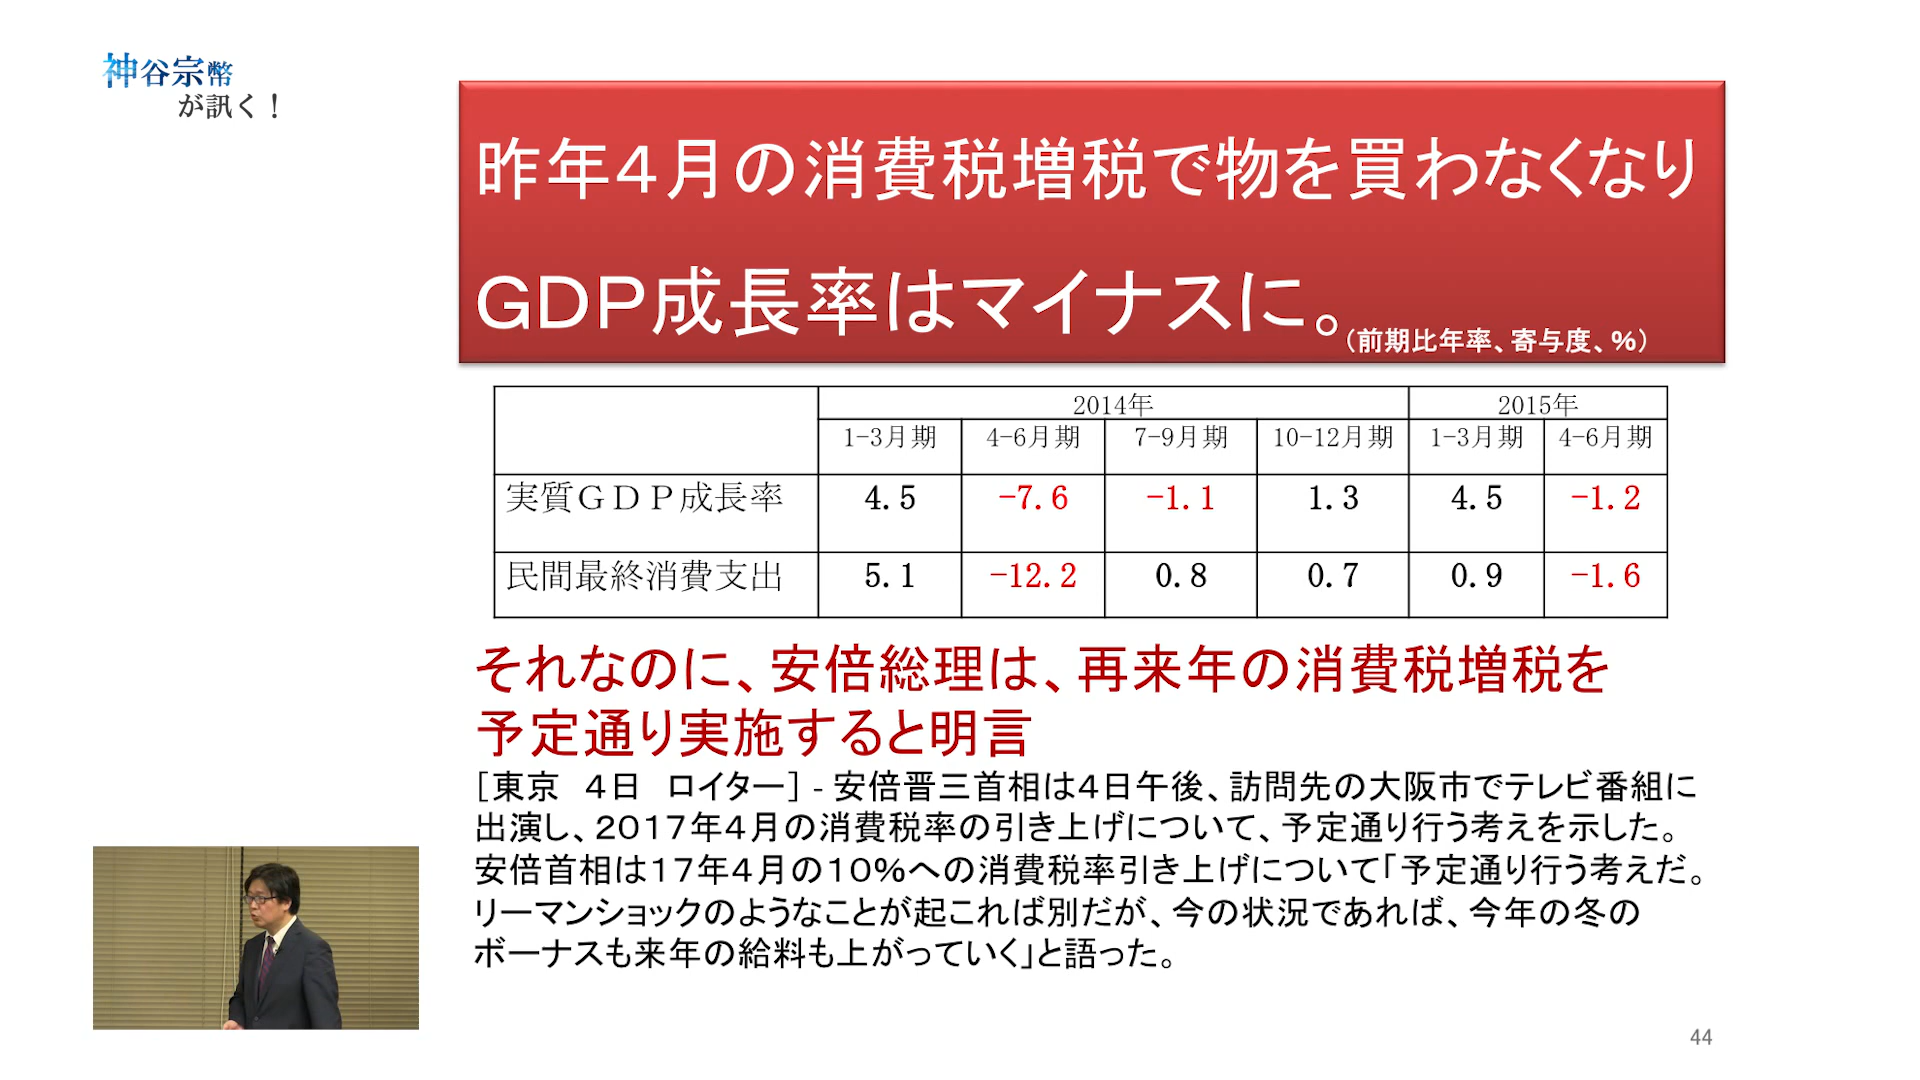 神谷宗幣
が訊く！
昨年４月の消費税増税で物を買わなくなり
ＧＤＰ成長率はマイナスに。（前期比年率、寄与度、％）
2014年 2015年
1-3月期 4-6月期 7-9月期 10-12月期 1-3月期 4-6月期
実質ＧＤＰ成長率 4.5 -7.6 -1.1 1.3 4.5 -1.2
民間最終消費支出 5.1 -12.2 0.8 0.7 0.9 -1.6
それなのに、安倍総理は、再来年の消費税増税を
予定通り実施すると明言
［東京　４日　ロイター］ - 安倍晋三首相は４日午後、訪問先の大阪市でテレビ番組に
出演し、２０１７年４月の消費税率の引き上げについて、予定通り行う考えを示した。
安倍首相は１７年４月の１０％への消費税率引き上げについて「予定通り行う考えだ。
リーマンショックのようなことが起これば別だが、今の状況であれば、今年の冬の
ボーナスも来年の給料も上がっていく」と語った。
44